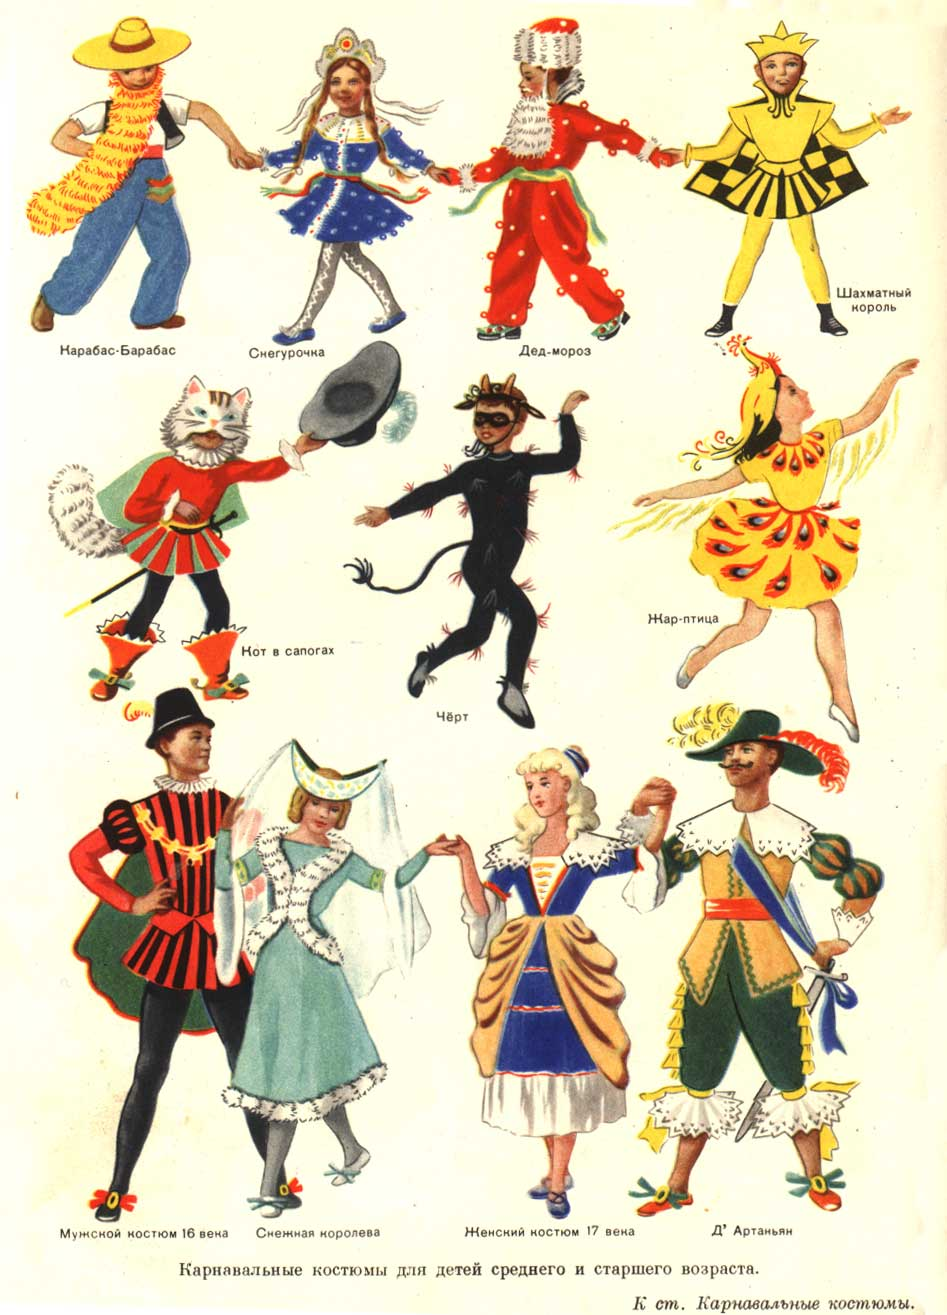 Карабас-Барабас
Снегурочка
Дед-мороз
Шахматный
король
Кот в сапогах
Чёрт
Жар-птица
Мужской костюм 16 века
Снежная королева
Женский костюм 17 века
Д' Артаньян
Карнавальные костюмы для детей среднего и старшего возраста.
К ст. Карнавальные костюмы.